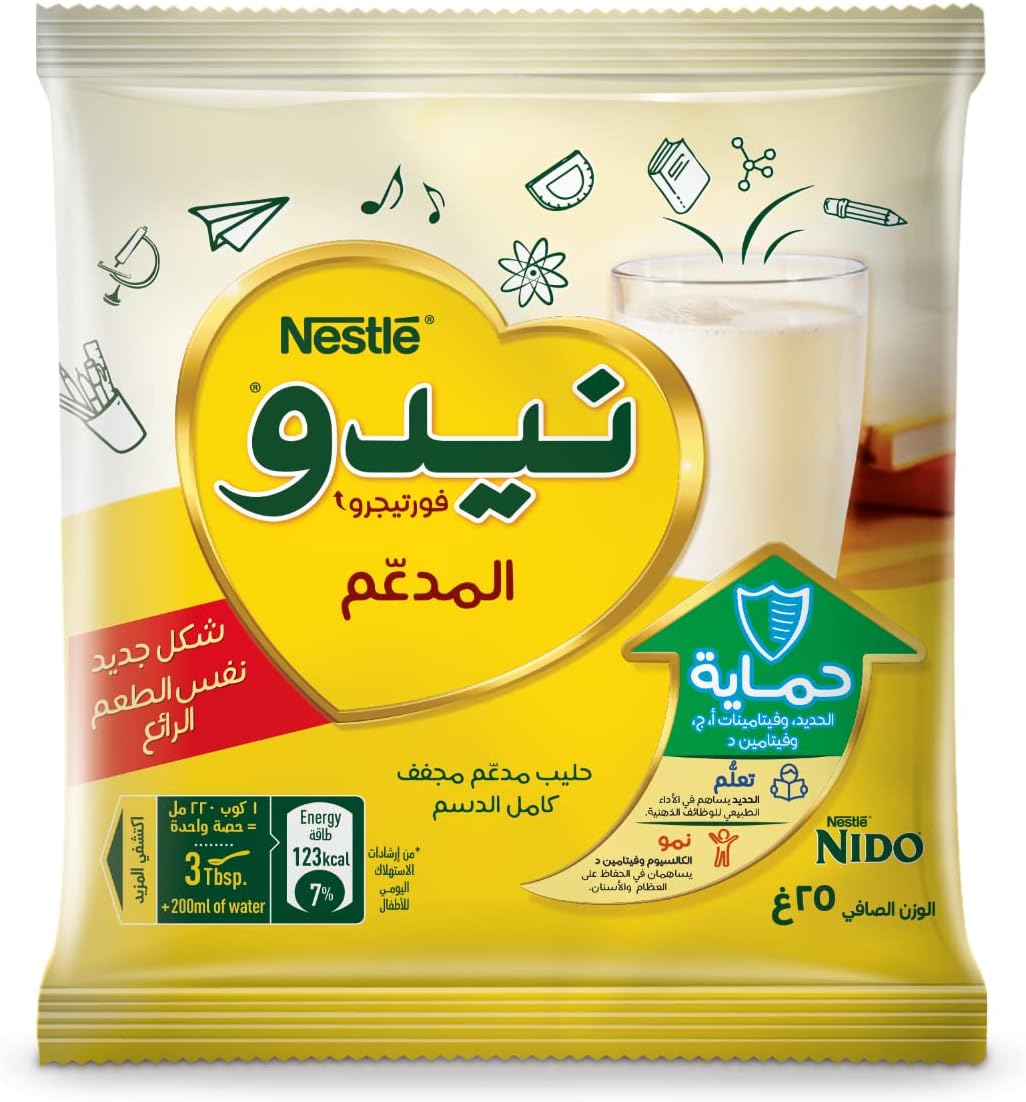 Nestlé®
نيدو®
فورتيجرو
المدعّم
شكل جديد
نفس الطعم
الرائع
حماية
الحديد، وفيتامينات أ، ج،
وفيتامين د
تعلُّم
الحديد يساهم في الأداء
الطبيعي للوظائف الذهنية.
نمو
الكالسيوم وفيتامين د
يساهمان في الحفاظ على
العظام والأسنان.
حليب مدعّم مجفف
كامل الدسم
اكتشفي المزيد
١ كوب ٢٢٠ مل
= حصة واحدة
3 Tbsp.
+200ml of water
Energy
طاقة
123kcal
7%
*من إرشادات
الاستهلاك
اليومي
للأطفال
Nestlé®
NIDO®
الوزن الصافي ٢٥غ